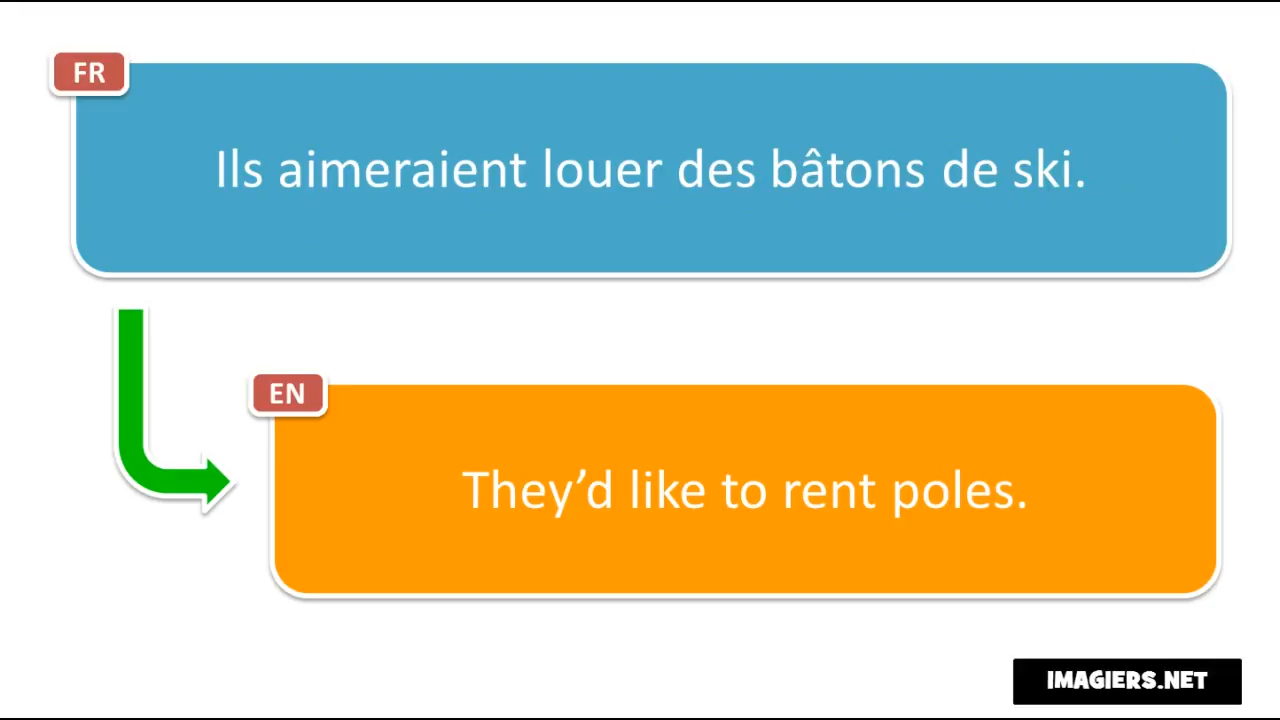 FR
Ils aimeraient louer des bâtons de ski.
EN
They’d like to rent poles.
IMAGIERS.NET